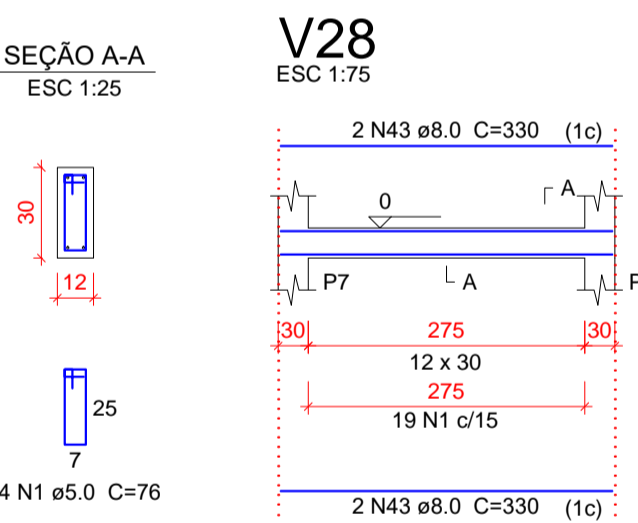 SEÇÃO A-A
ESC 1:25
30
12
25
7
4 N1 ø5.0 C=76
V28
ESC 1:75
2 N43 ø8.0 C=330 (1c)
A
0
P7
A
P
30 275 30
12 x 30
275
19 N1 c/15
2 N43 ø8.0 C=330 (1c)